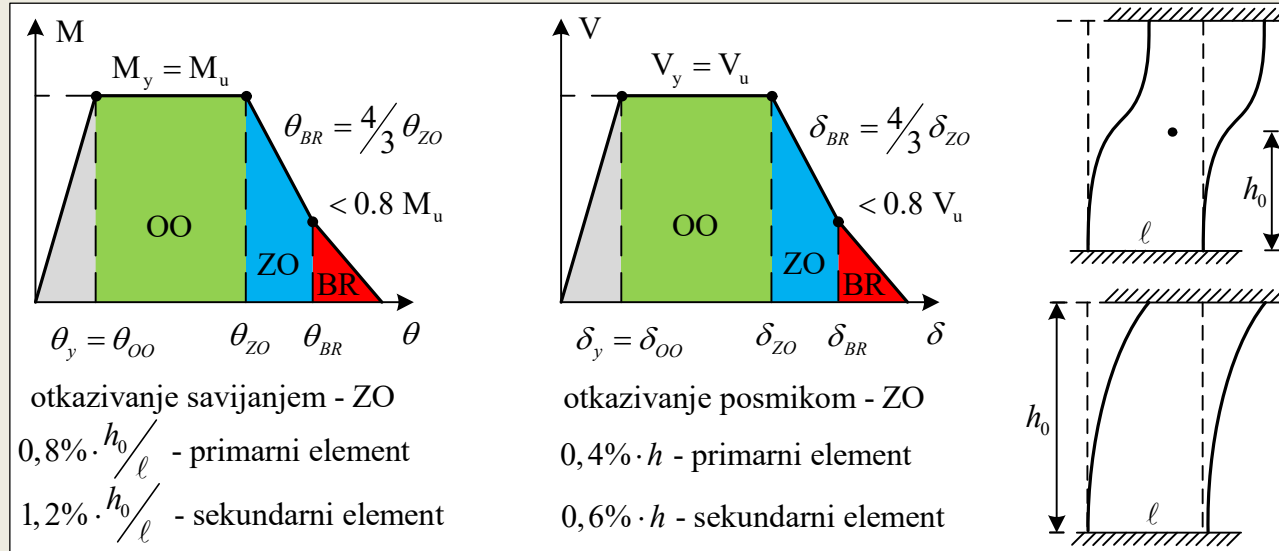 M
M_y = M_u
θ_BR = 4/3 θ_ZO
< 0.8 M_u
OO
ZO
BR
θ_y = θ_OO
θ_ZO
θ_BR
θ
otkazivanje savijanjem - ZO
0,8% · h_0/ℓ - primarni element
1,2% · h_0/ℓ - sekundarni element
V
V_y = V_u
δ_BR = 4/3 δ_ZO
< 0.8 V_u
OO
ZO
BR
δ_y = δ_OO
δ_ZO
δ_BR
δ
otkazivanje posmikom - ZO
0,4% · h - primarni element
0,6% · h - sekundarni element
h_0
ℓ
h_0
ℓ